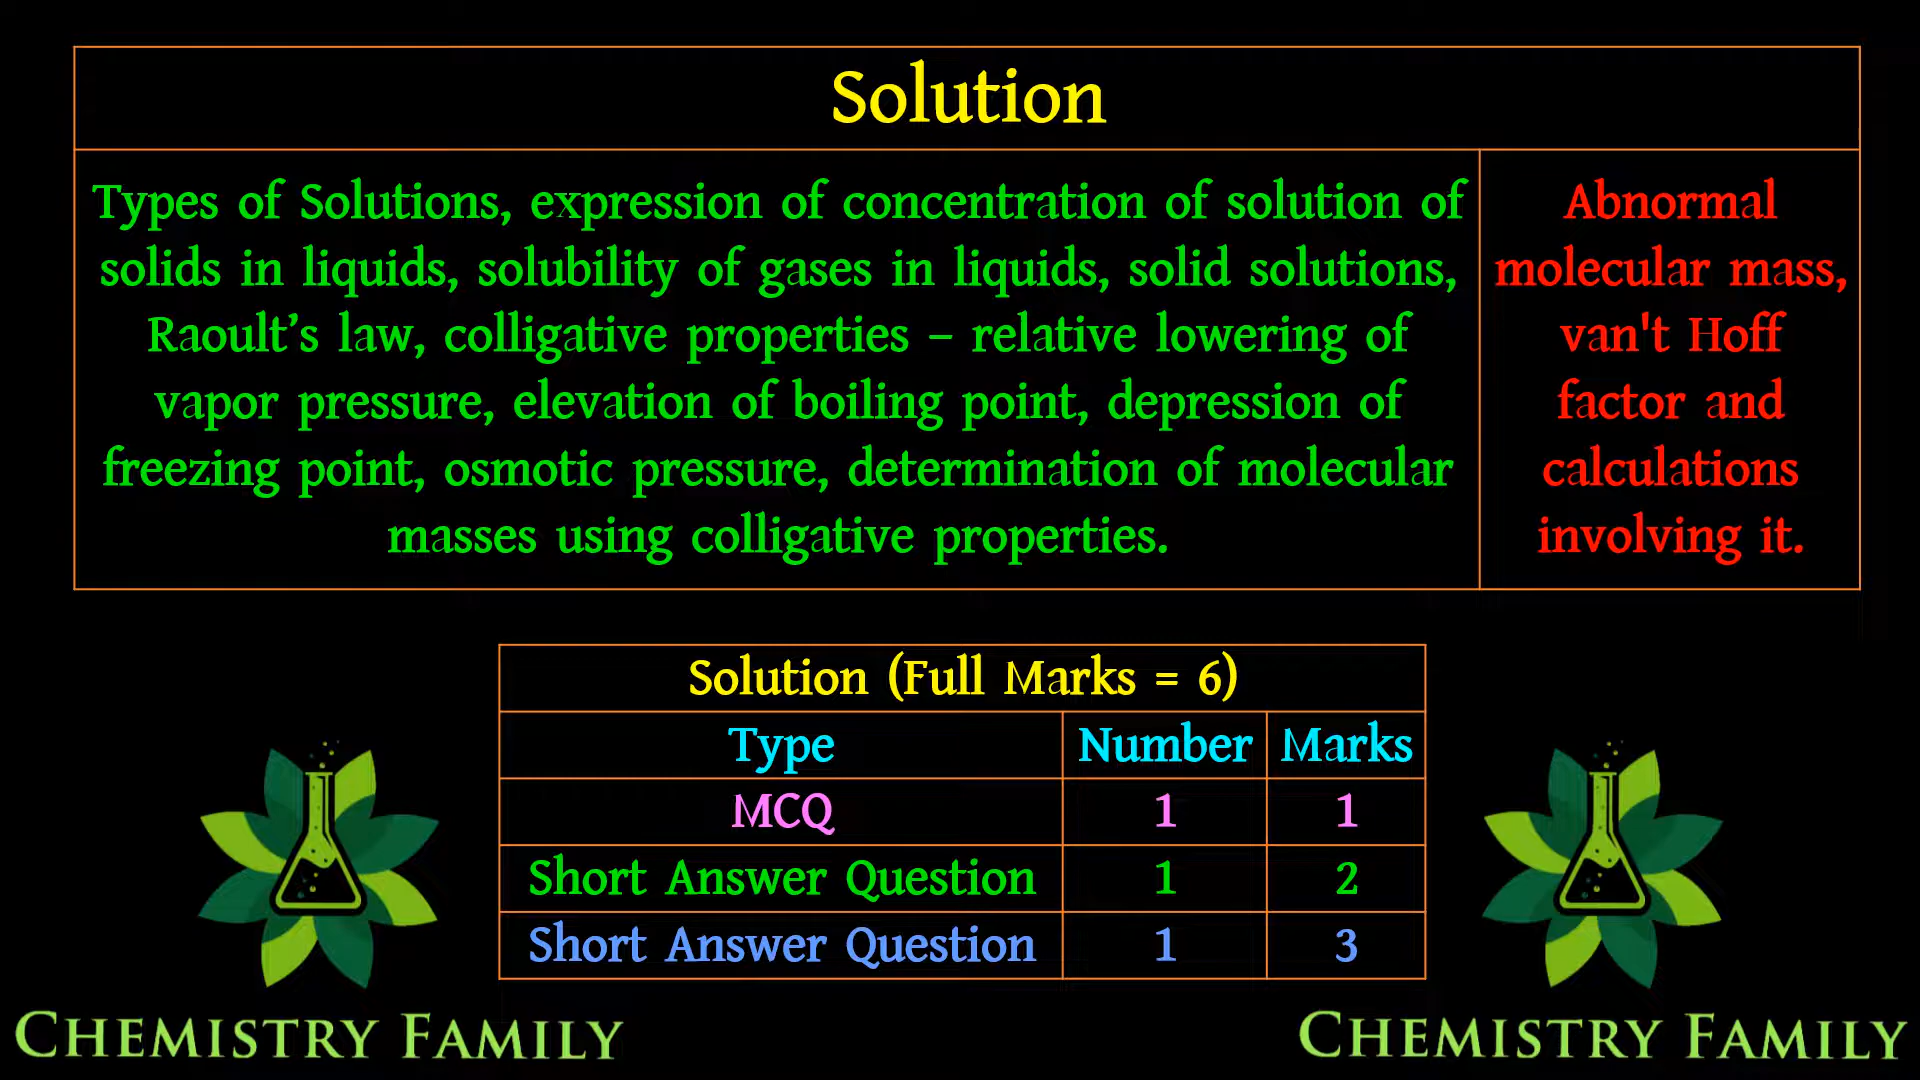 Solution
Types of Solutions, expression of concentration of solution of
solids in liquids, solubility of gases in liquids, solid solutions,
Raoult’s law, colligative properties – relative lowering of
vapor pressure, elevation of boiling point, depression of
freezing point, osmotic pressure, determination of molecular
masses using colligative properties.
Abnormal
molecular mass,
van't Hoff
factor and
calculations
involving it.
Solution (Full Marks = 6)
Type Number Marks
MCQ 1 1
Short Answer Question 1 2
Short Answer Question 1 3
CHEMISTRY FAMILY
CHEMISTRY FAMILY